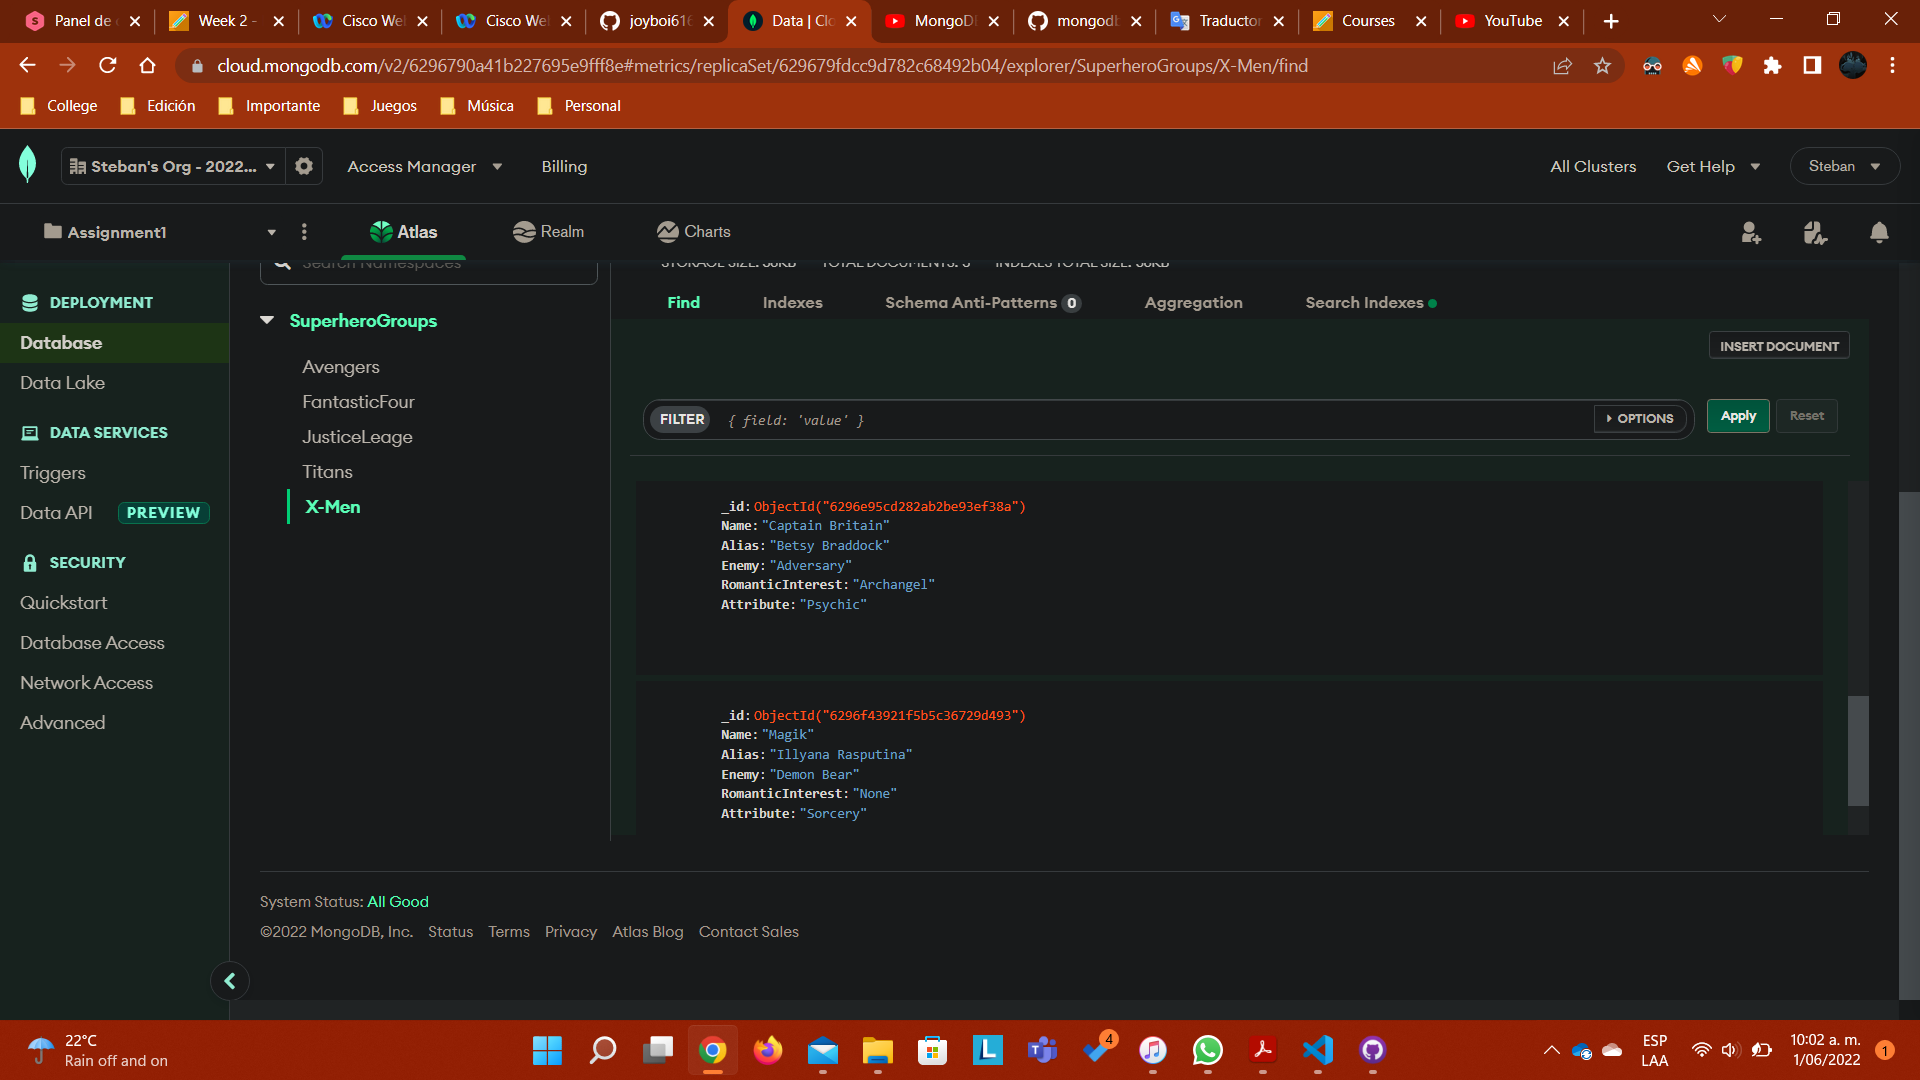 Panel de
Week 2 -
Cisco We
Cisco We
joyboi616
Data | Clo
MongoD
mongodb
Traductor
Courses
YouTube
cloud.mongodb.com/v2/6296790a41b227695e9fff8e#metrics/replicaSet/629679fdcc9d782c68492b04/explorer/SuperheroGroups/X-Men/find
College
Edición
Importante
Juegos
Música
Personal
Steban's Org - 2022...
Access Manager
Billing
All Clusters
Get Help
Steban
Assignment1
Atlas
Realm
Charts
Search Namespaces
STORAGE SIZE: 36KB TOTAL DOCUMENTS: 5 INDEXES TOTAL SIZE: 36KB
DEPLOYMENT
Database
Data Lake
DATA SERVICES
Triggers
Data API PREVIEW
SECURITY
Quickstart
Database Access
Network Access
Advanced
SuperheroGroups
Avengers
FantasticFour
JusticeLeage
Titans
X-Men
Find
Indexes
Schema Anti-Patterns 0
Aggregation
Search Indexes
INSERT DOCUMENT
FILTER { field: 'value' }
OPTIONS
Apply
Reset
_id: ObjectId("6296e95cd282ab2be93ef38a")
Name: "Captain Britain"
Alias: "Betsy Braddock"
Enemy: "Adversary"
RomanticInterest: "Archangel"
Attribute: "Psychic"
_id: ObjectId("6296f43921f5b5c36729d493")
Name: "Magik"
Alias: "Illyana Rasputina"
Enemy: "Demon Bear"
RomanticInterest: "None"
Attribute: "Sorcery"
System Status: All Good
©2022 MongoDB, Inc. Status Terms Privacy Atlas Blog Contact Sales
22°C
Rain off and on
4
ESP
LAA
10:02 a. m.
1/06/2022
1